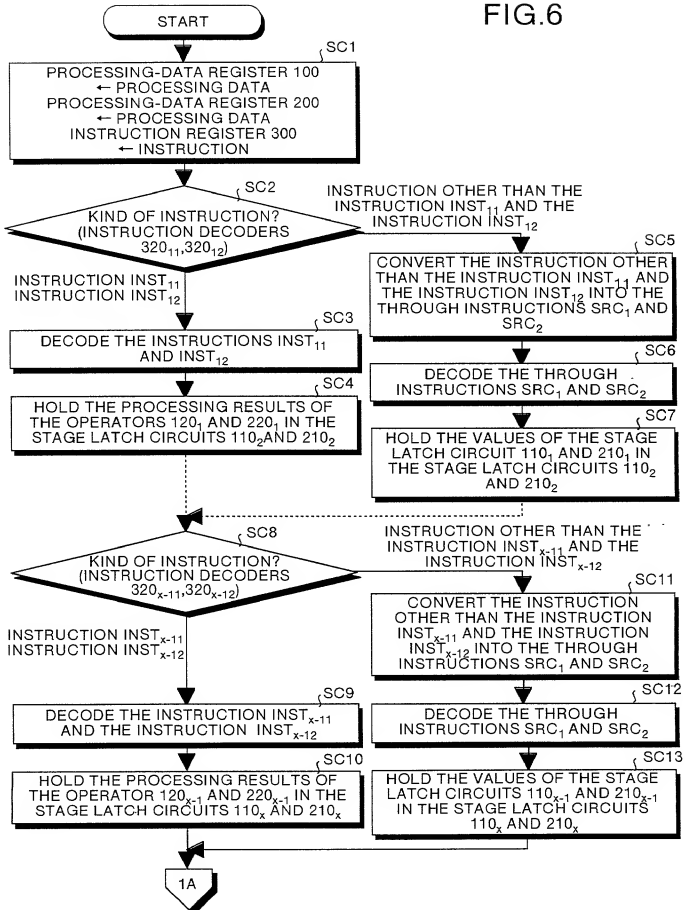 FIG.6
START
SC1
PROCESSING-DATA REGISTER 100
← PROCESSING DATA
PROCESSING-DATA REGISTER 200
← PROCESSING DATA
INSTRUCTION REGISTER 300
← INSTRUCTION
SC2
KIND OF INSTRUCTION?
(INSTRUCTION DECODERS
320₁₁,320₁₂)
INSTRUCTION OTHER THAN THE
INSTRUCTION INST₁₁ AND THE
INSTRUCTION INST₁₂
INSTRUCTION INST₁₁
INSTRUCTION INST₁₂
SC3
DECODE THE INSTRUCTIONS INST₁₁
AND INST₁₂
SC4
HOLD THE PROCESSING RESULTS OF
THE OPERATORS 120₁ AND 220₁ IN THE
STAGE LATCH CIRCUITS 110₂AND 210₂
SC5
CONVERT THE INSTRUCTION OTHER
THAN THE INSTRUCTION INST₁₁ AND
THE INSTRUCTION INST₁₂ INTO THE
THROUGH INSTRUCTIONS SRC₁ AND
SRC₂
SC6
DECODE THE THROUGH
INSTRUCTIONS SRC₁ AND SRC₂
SC7
HOLD THE VALUES OF THE STAGE
LATCH CIRCUIT 110₁ AND 210₁ IN
THE STAGE LATCH CIRCUITS 110₂
AND 210₂
SC8
KIND OF INSTRUCTION?
(INSTRUCTION DECODERS
320ₓ₋₁₁,320ₓ₋₁₂)
INSTRUCTION OTHER THAN THE
INSTRUCTION INSTₓ₋₁₁ AND THE
INSTRUCTION INSTₓ₋₁₂
INSTRUCTION INSTₓ₋₁₁
INSTRUCTION INSTₓ₋₁₂
SC9
DECODE THE INSTRUCTION INSTₓ₋₁₁
AND THE INSTRUCTION INSTₓ₋₁₂
SC10
HOLD THE PROCESSING RESULTS OF
THE OPERATOR 120ₓ₋₁ AND 220ₓ₋₁ IN THE
STAGE LATCH CIRCUITS 110ₓ AND 210ₓ
SC11
CONVERT THE INSTRUCTION
OTHER THAN THE INSTRUCTION
INSTₓ₋₁₁ AND THE INSTRUCTION
INSTₓ₋₁₂ INTO THE THROUGH
INSTRUCTIONS SRC₁ AND SRC₂
SC12
DECODE THE THROUGH
INSTRUCTIONS SRC₁ AND SRC₂
SC13
HOLD THE VALUES OF THE STAGE
LATCH CIRCUITS 110ₓ₋₁ AND 210ₓ₋₁
IN THE STAGE LATCH CIRCUITS
110ₓ AND 210ₓ
1A